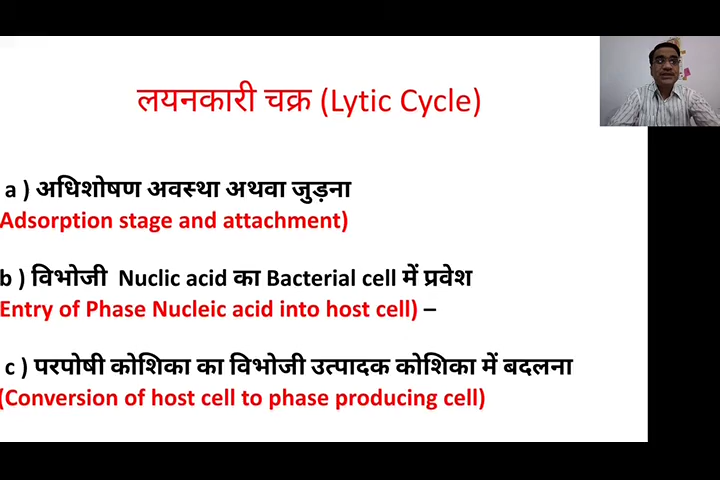 लयनकारी चक्र (Lytic Cycle)
a ) अधिशोषण अवस्था अथवा जुड़ना
Adsorption stage and attachment)
b ) विभोजी Nuclic acid का Bacterial cell में प्रवेश
Entry of Phase Nucleic acid into host cell) –
c ) परपोषी कोशिका का विभोजी उत्पादक कोशिका में बदलना
(Conversion of host cell to phase producing cell)